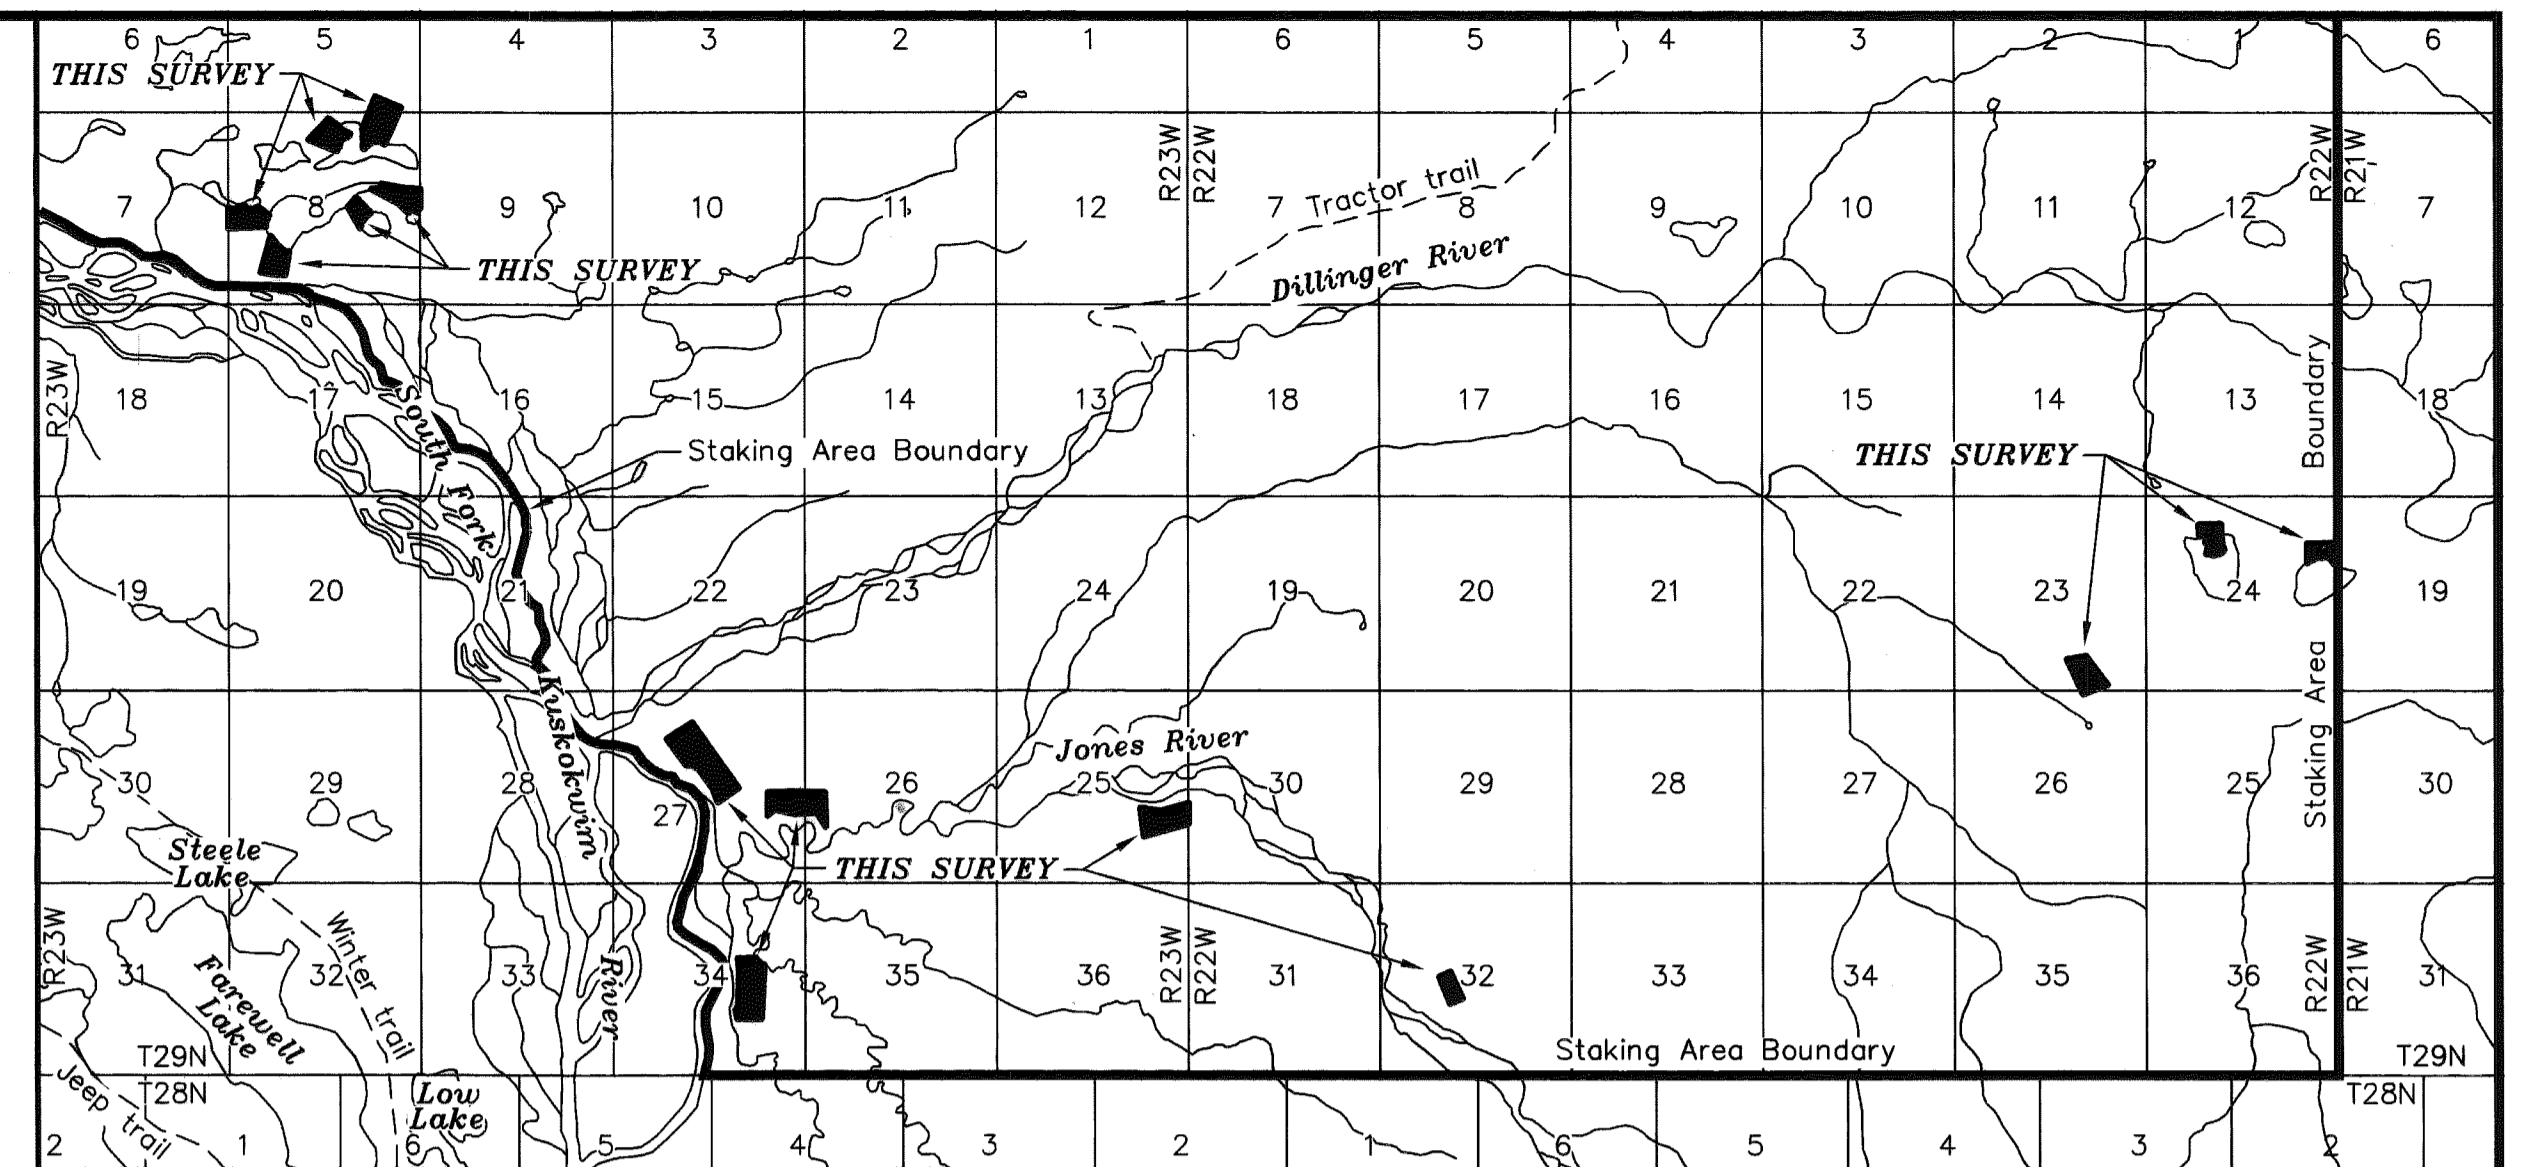 6 5 4 3 2 1 6 5 4 3 2 1 6
THIS SURVEY
R23W
R22W
R22W
R21W
Tractor trail
7 8 9 10 11 12 7 8 9 10 11 12 7
Dillinger River
THIS SURVEY
R23W
18 17 16 15 14 13 18 17 16 15 14 13 18
South Fork Kuskokwim River
Staking Area Boundary
THIS SURVEY
Staking Area Boundary
19 20 21 22 23 24 19 20 21 22 23 24 19
Jones River
30 29 28 27 26 25 30 29 28 27 26 25 30
Steele
Lake
THIS SURVEY
Winter trail
R23W
R23W
R22W
R22W
R21W
31 32 33 34 35 36 31 32 33 34 35 36 31
Farewell
Lake
Staking Area Boundary
T29N
T29N
Jeep trail
T28N
T28N
Low
Lake
2 1 6 5 4 3 2 1 6 5 4 3 2